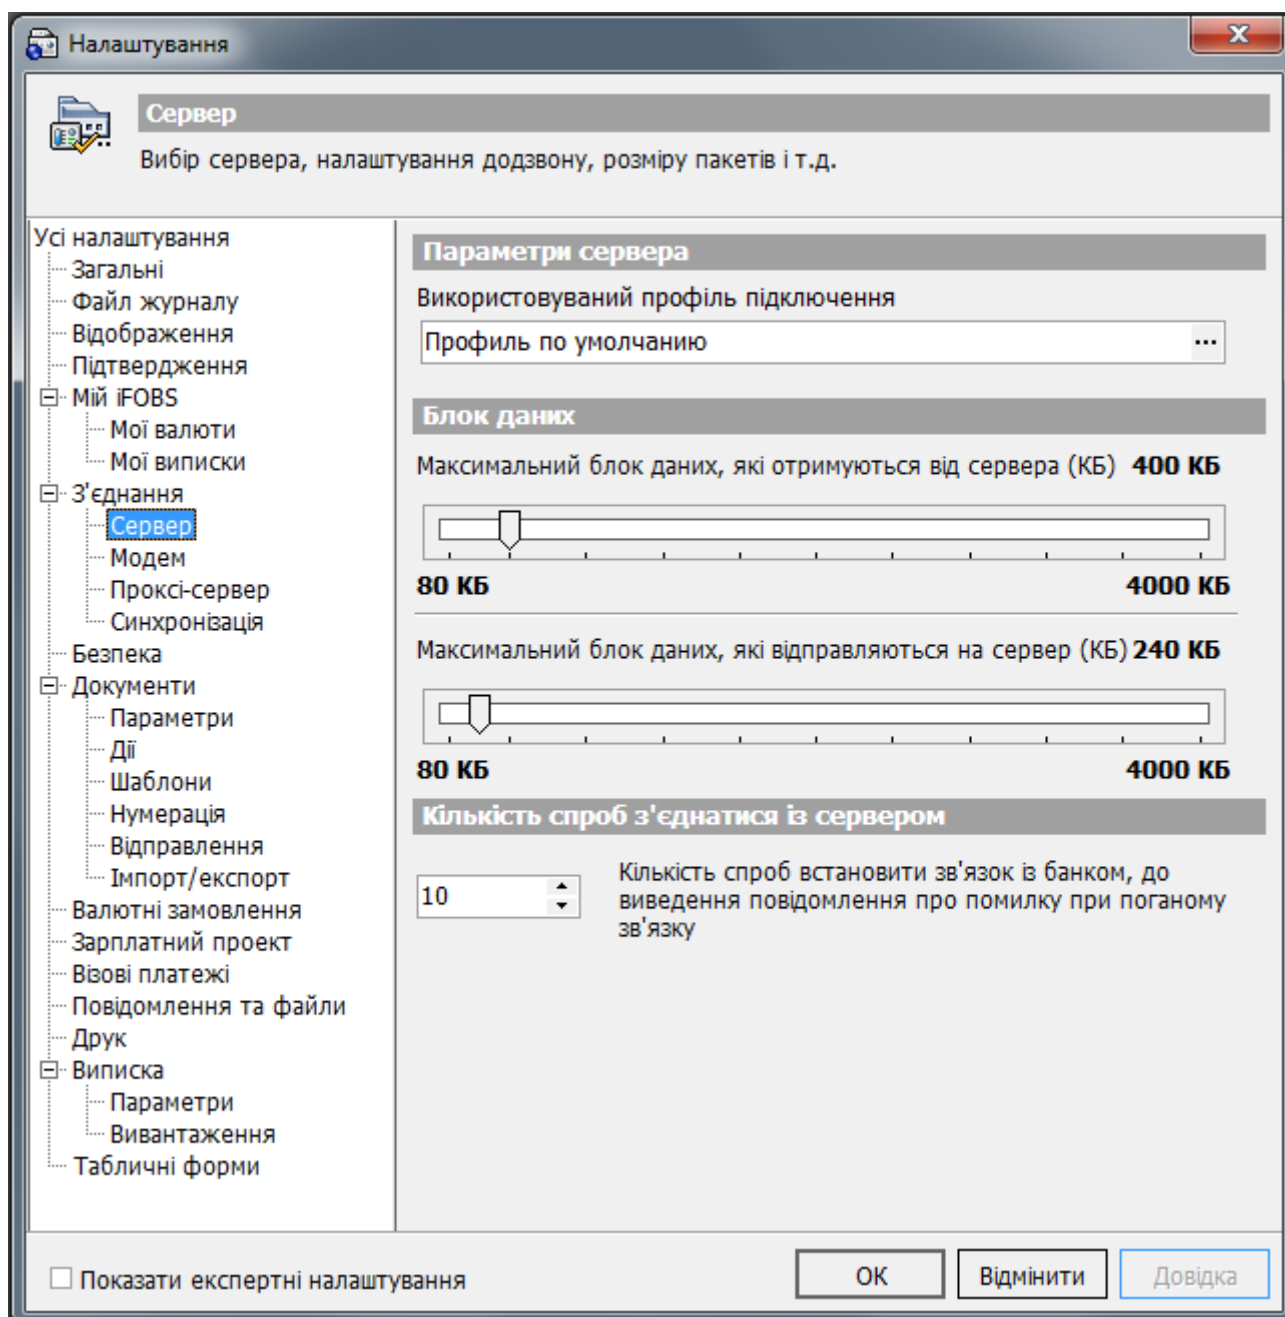 Налаштування
Сервер
Вибір сервера, налаштування додзвону, розміру пакетів і т.д.
Усі налаштування
Загальні
Файл журналу
Відображення
Підтвердження
Мій iFOBS
Мої валюти
Мої виписки
З'єднання
Сервер
Модем
Проксі-сервер
Синхронізація
Безпека
Документи
Параметри
Дії
Шаблони
Нумерація
Відправлення
Імпорт/експорт
Валютні замовлення
Зарплатний проект
Візові платежі
Повідомлення та файли
Друк
Виписка
Параметри
Вивантаження
Табличні форми
Параметри сервера
Використовуваний профіль підключення
Профиль по умолчанию ...
Блок даних
Максимальний блок даних, які отримуються від сервера (КБ) 400 КБ
80 КБ 4000 КБ
Максимальний блок даних, які відправляються на сервер (КБ) 240 КБ
80 КБ 4000 КБ
Кількість спроб з'єднатися із сервером
10
Кількість спроб встановити зв'язок із банком, до
виведення повідомлення про помилку при поганому
зв'язку
Показати експертні налаштування
ОК Відмінити Довідка